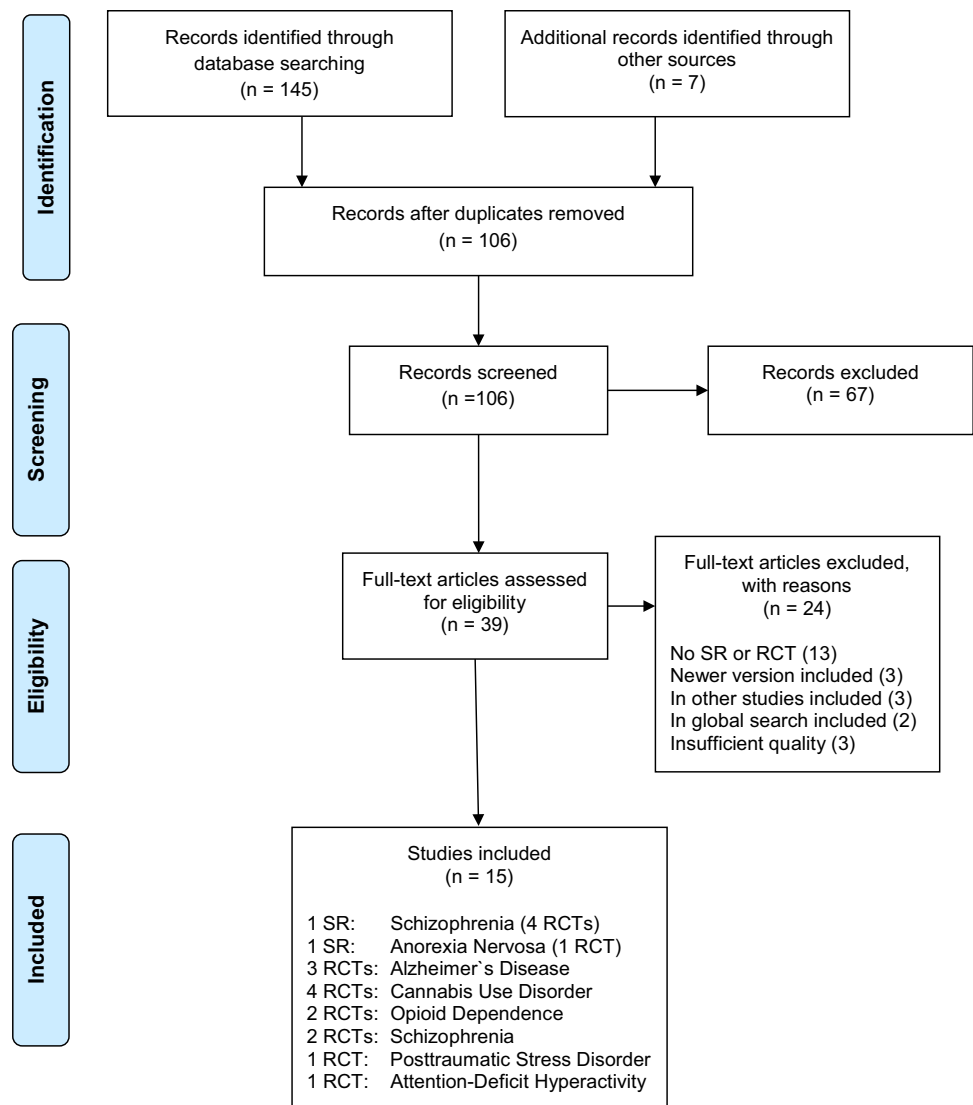 Identification
Records identified through
database searching
(n = 145)
Additional records identified through
other sources
(n = 7)
Records after duplicates removed
(n = 106)
Screening
Records screened
(n =106)
Records excluded
(n = 67)
Eligibility
Full-text articles assessed
for eligibility
(n = 39)
Full-text articles excluded,
with reasons
(n = 24)
No SR or RCT (13)
Newer version included (3)
In other studies included (3)
In global search included (2)
Insufficient quality (3)
Included
Studies included
(n = 15)
1 SR: Schizophrenia (4 RCTs)
1 SR: Anorexia Nervosa (1 RCT)
3 RCTs: Alzheimer`s Disease
4 RCTs: Cannabis Use Disorder
2 RCTs: Opioid Dependence
2 RCTs: Schizophrenia
1 RCT: Posttraumatic Stress Disorder
1 RCT: Attention-Deficit Hyperactivity